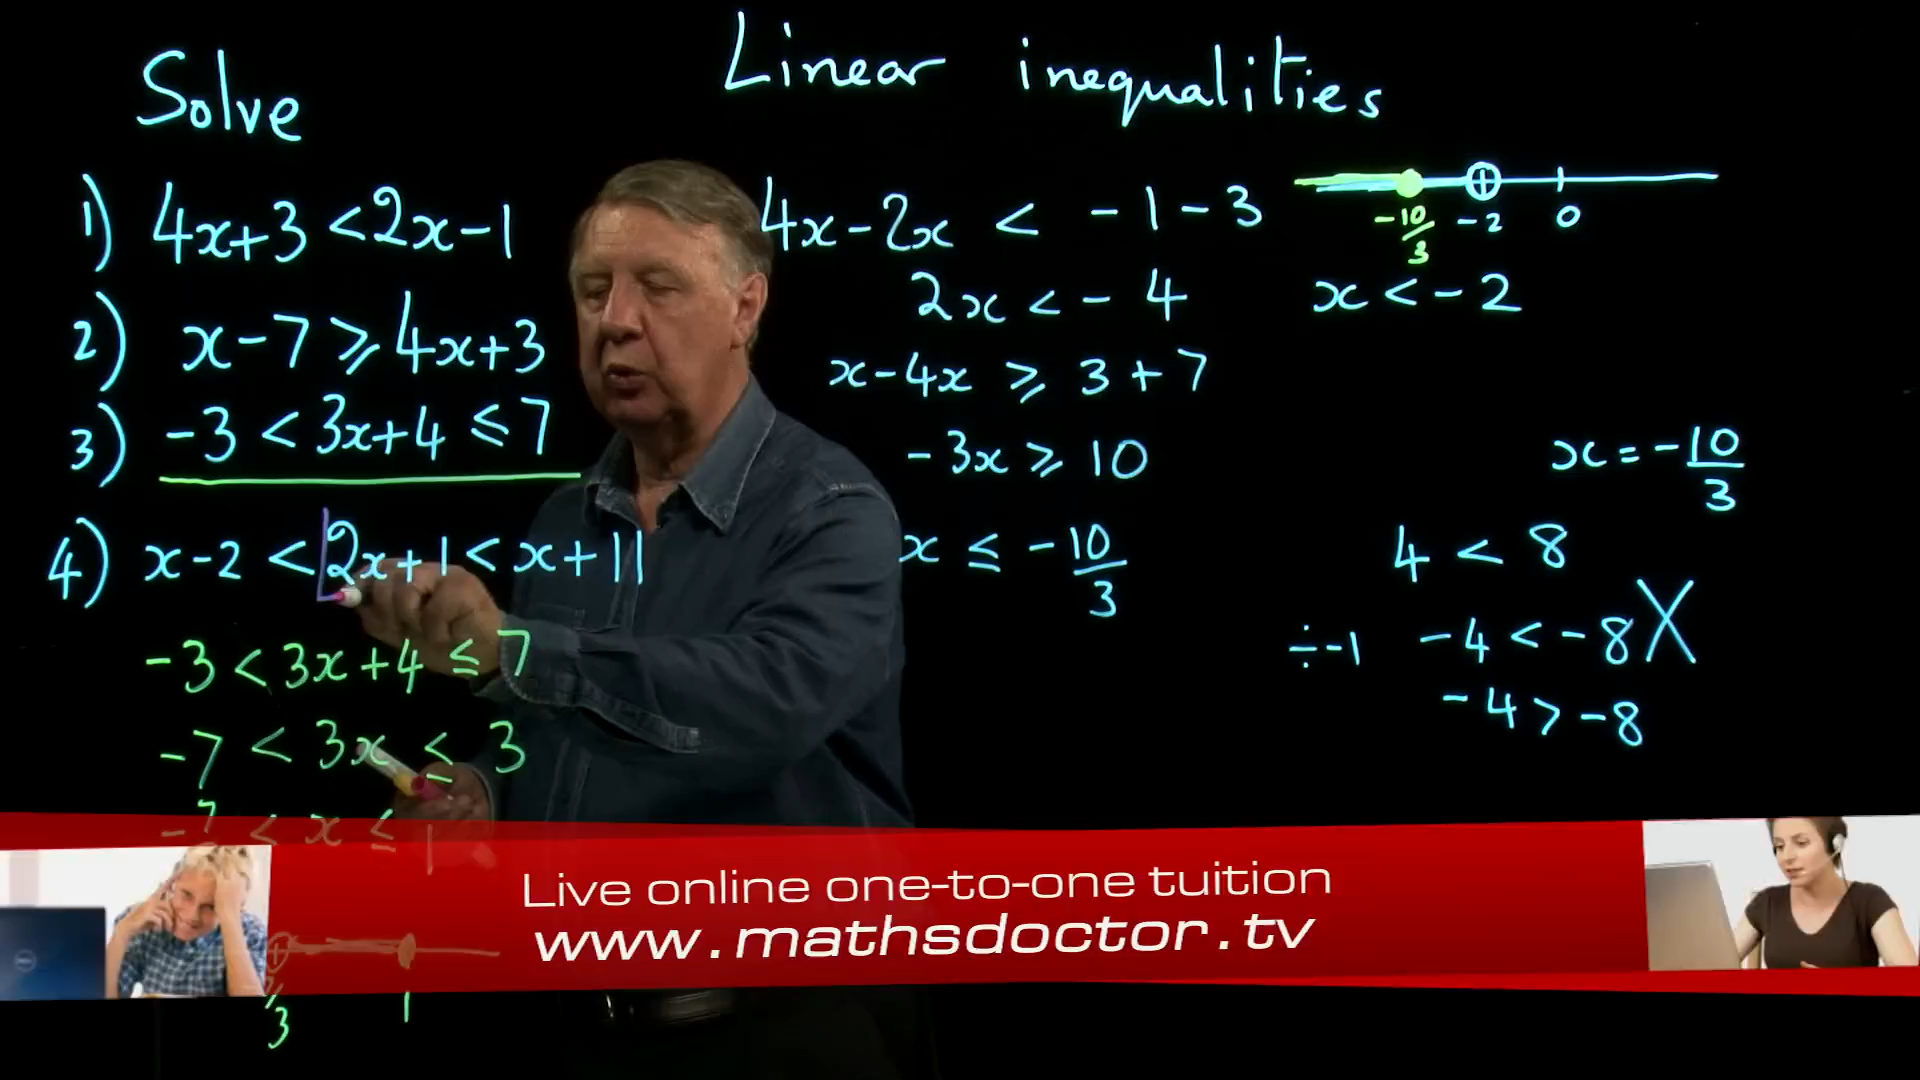 Solve
Linear inequalities
1) 4x+3 < 2x-1
2) x-7 ⩾ 4x+3
3) -3 < 3x+4 ≤ 7
4) x-2 < 2x+1 < x+11
-3 < 3x+4 ≤ 7
-7 < 3x ≤ 3
< x ≤ 1
3
1
4x-2x < -1-3
2x < -4
x-4x ⩾ 3+7
-3x ⩾ 10
x ≤ -10/3
-10/3 -2 0
x < -2
x = -10/3
4 < 8
÷-1 -4 < -8 X
-4 > -8
Live online one-to-one tuition
www.mathsdoctor.tv